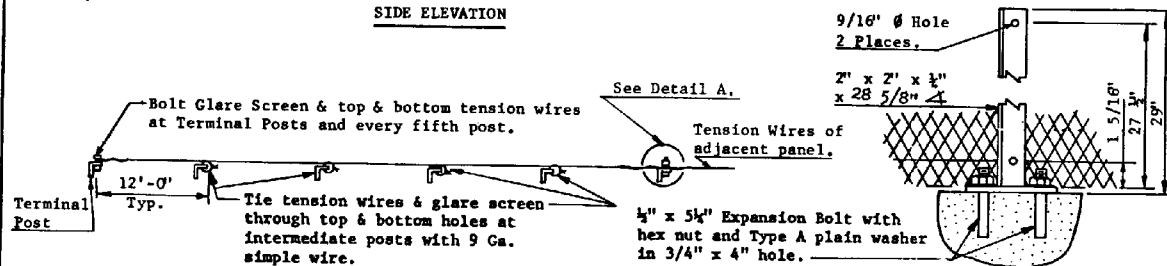 SIDE ELEVATION
Bolt Glare Screen & top & bottom tension wires
at Terminal Posts and every fifth post.
See Detail A.
Tension Wires of
adjacent panel.
12'-0"
Typ.
Terminal
Post
Tie tension wires & glare screen
through top & bottom holes at
intermediate posts with 9 Ga.
simple wire.
9/16" Ø Hole
2 Places.
2" x 2" x ¼"
x 28 5/8" ∠
1 5/16"
27 ½"
29"
½" x 5¼" Expansion Bolt with
hex nut and Type A plain washer
in 3/4" x 4" hole.